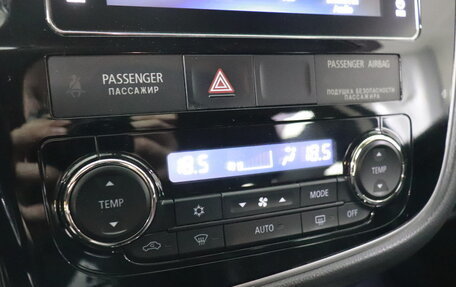 PASSENGER
ПАССАЖИР
PASSENGER AIRBAG
ПОДУШКА БЕЗОПАСНОСТИ
ПАССАЖИРА
18.5
18.5
TEMP
MODE
TEMP
AUTO
OFF